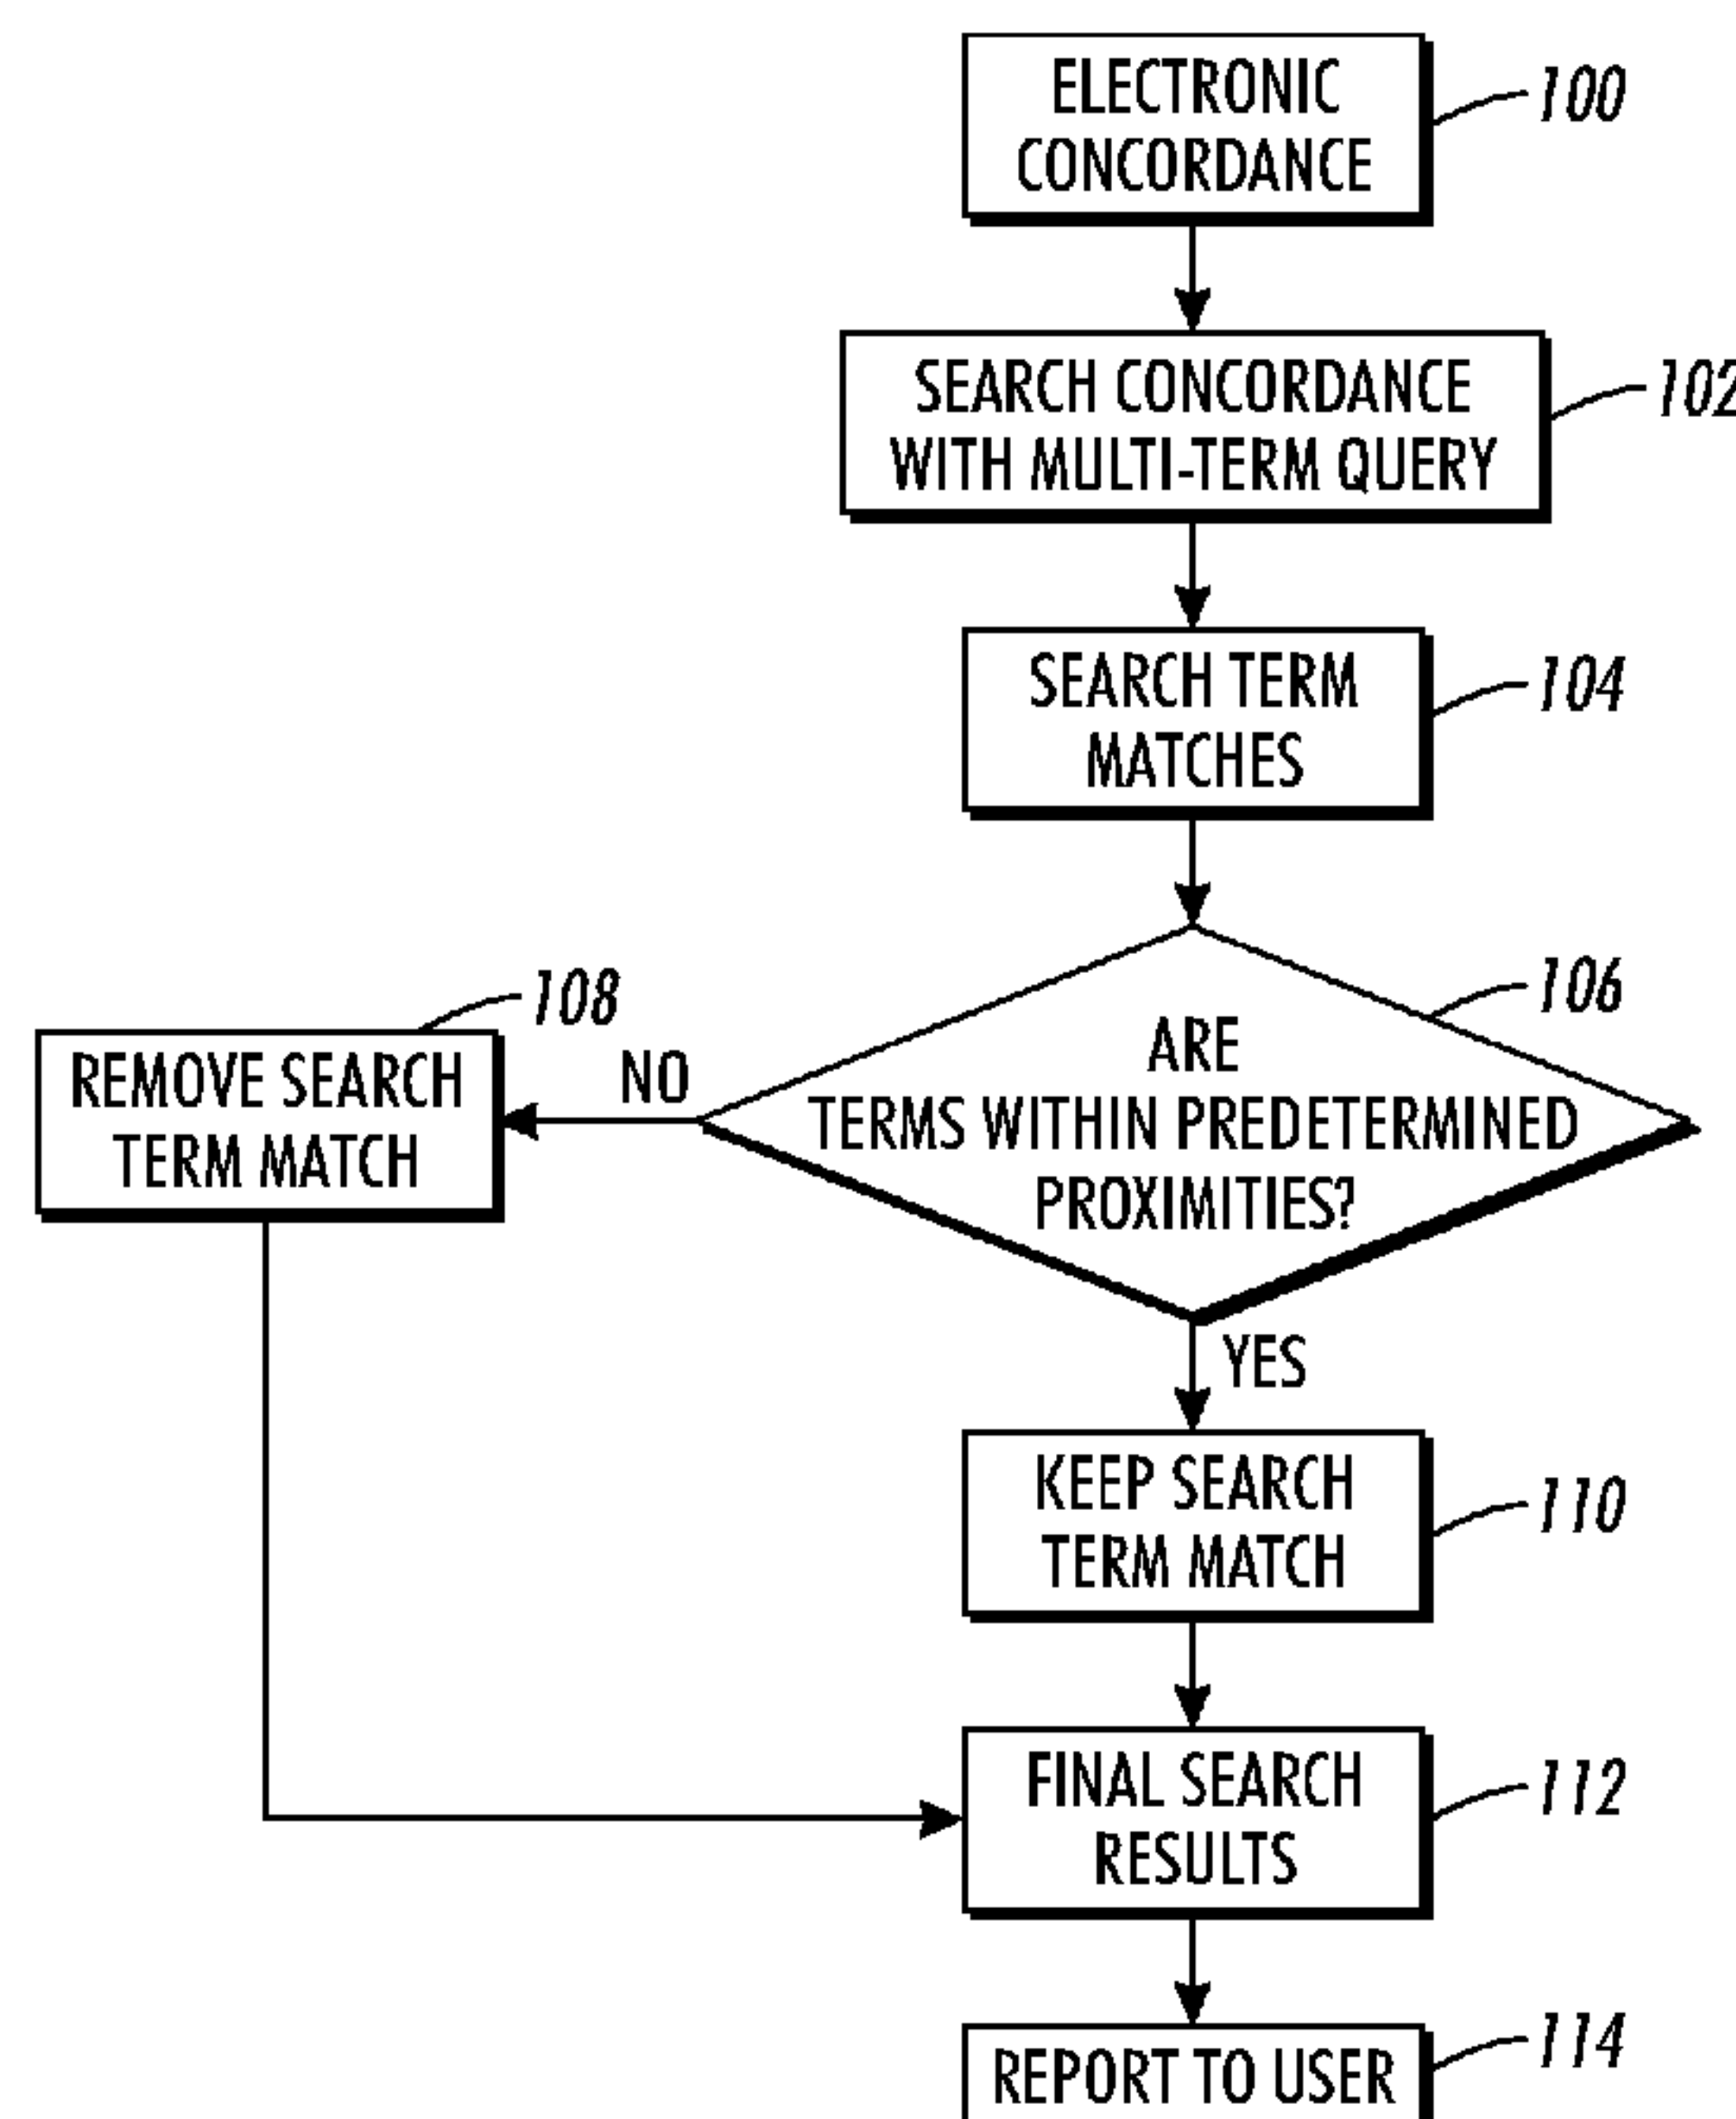 ELECTRONIC
CONCORDANCE
100
SEARCH CONCORDANCE
WITH MULTI-TERM QUERY
102
SEARCH TERM
MATCHES
104
106
ARE
TERMS WITHIN PREDETERMINED
PROXIMITIES?
NO
108
REMOVE SEARCH
TERM MATCH
YES
KEEP SEARCH
TERM MATCH
110
FINAL SEARCH
RESULTS
112
REPORT TO USER
114